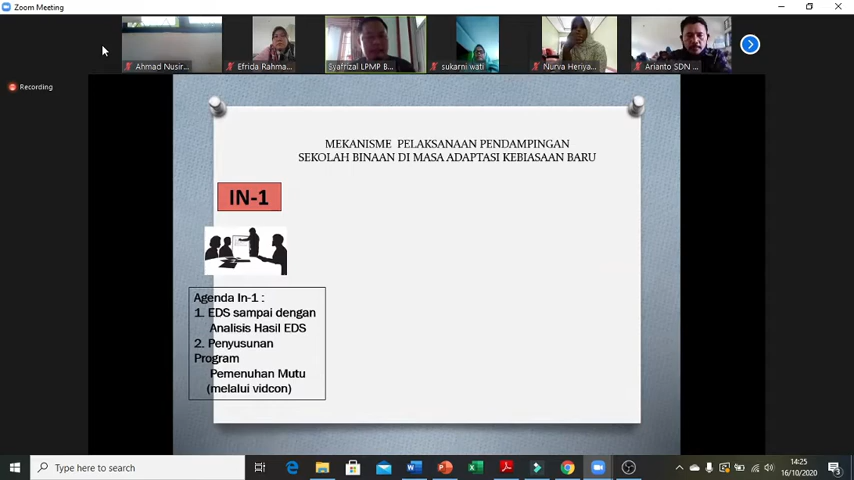 Zoom Meeting
Ahmad Nusir...
Efrida Rahma...
Syafrizal LPMP B...
sukarni wati
Nurva Heriya...
Arianto SDN ...
Recording
MEKANISME PELAKSANAAN PENDAMPINGAN
SEKOLAH BINAAN DI MASA ADAPTASI KEBIASAAN BARU
IN-1
Agenda In-1 :
1. EDS sampai dengan
Analisis Hasil EDS
2. Penyusunan
Program
Pemenuhan Mutu
(melalui vidcon)
Type here to search
14:25
16/10/2020
3